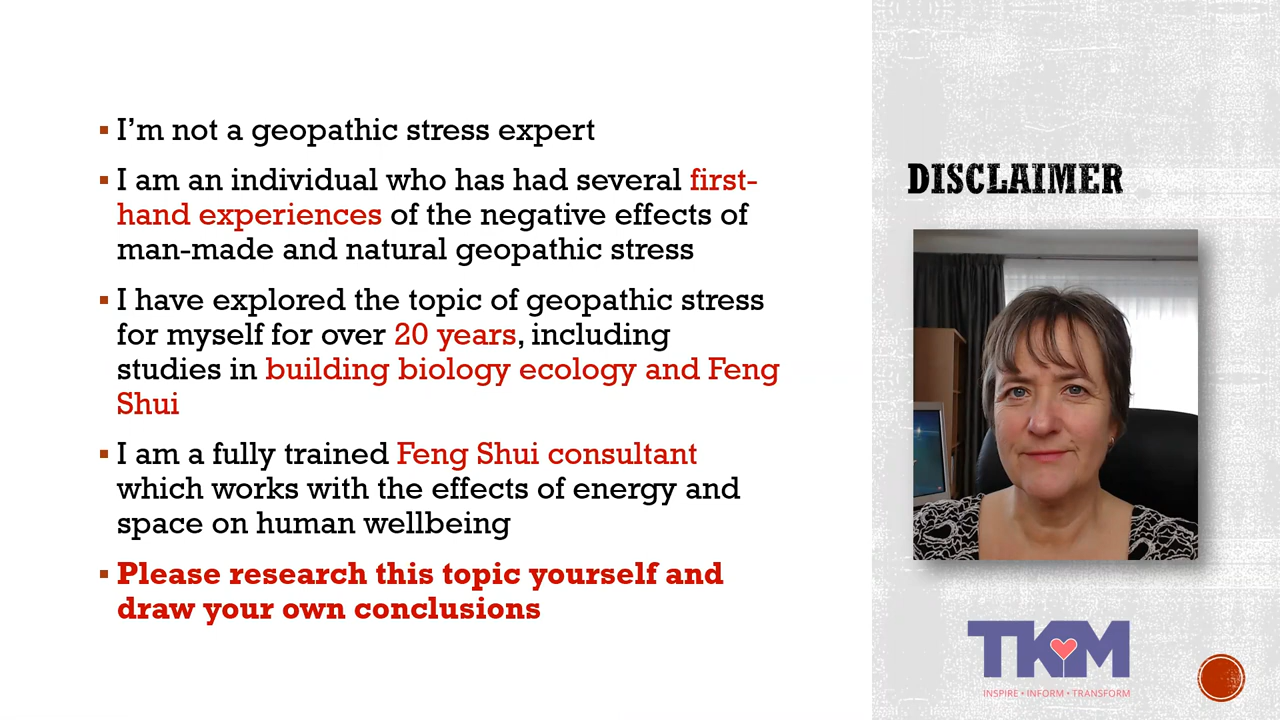 I'm not a geopathic stress expert
I am an individual who has had several first-
hand experiences of the negative effects of
man-made and natural geopathic stress
I have explored the topic of geopathic stress
for myself for over 20 years, including
studies in building biology ecology and Feng
Shui
I am a fully trained Feng Shui consultant
which works with the effects of energy and
space on human wellbeing
Please research this topic yourself and
draw your own conclusions
DISCLAIMER
TKM
INSPIRE • INFORM • TRANSFORM